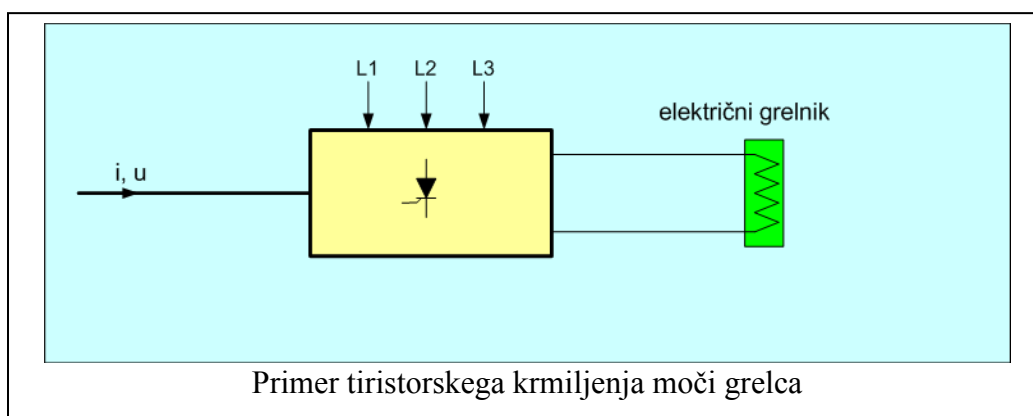 L1 L2 L3
električni grelnik
i, u
Primer tiristorskega krmiljenja moči grelca